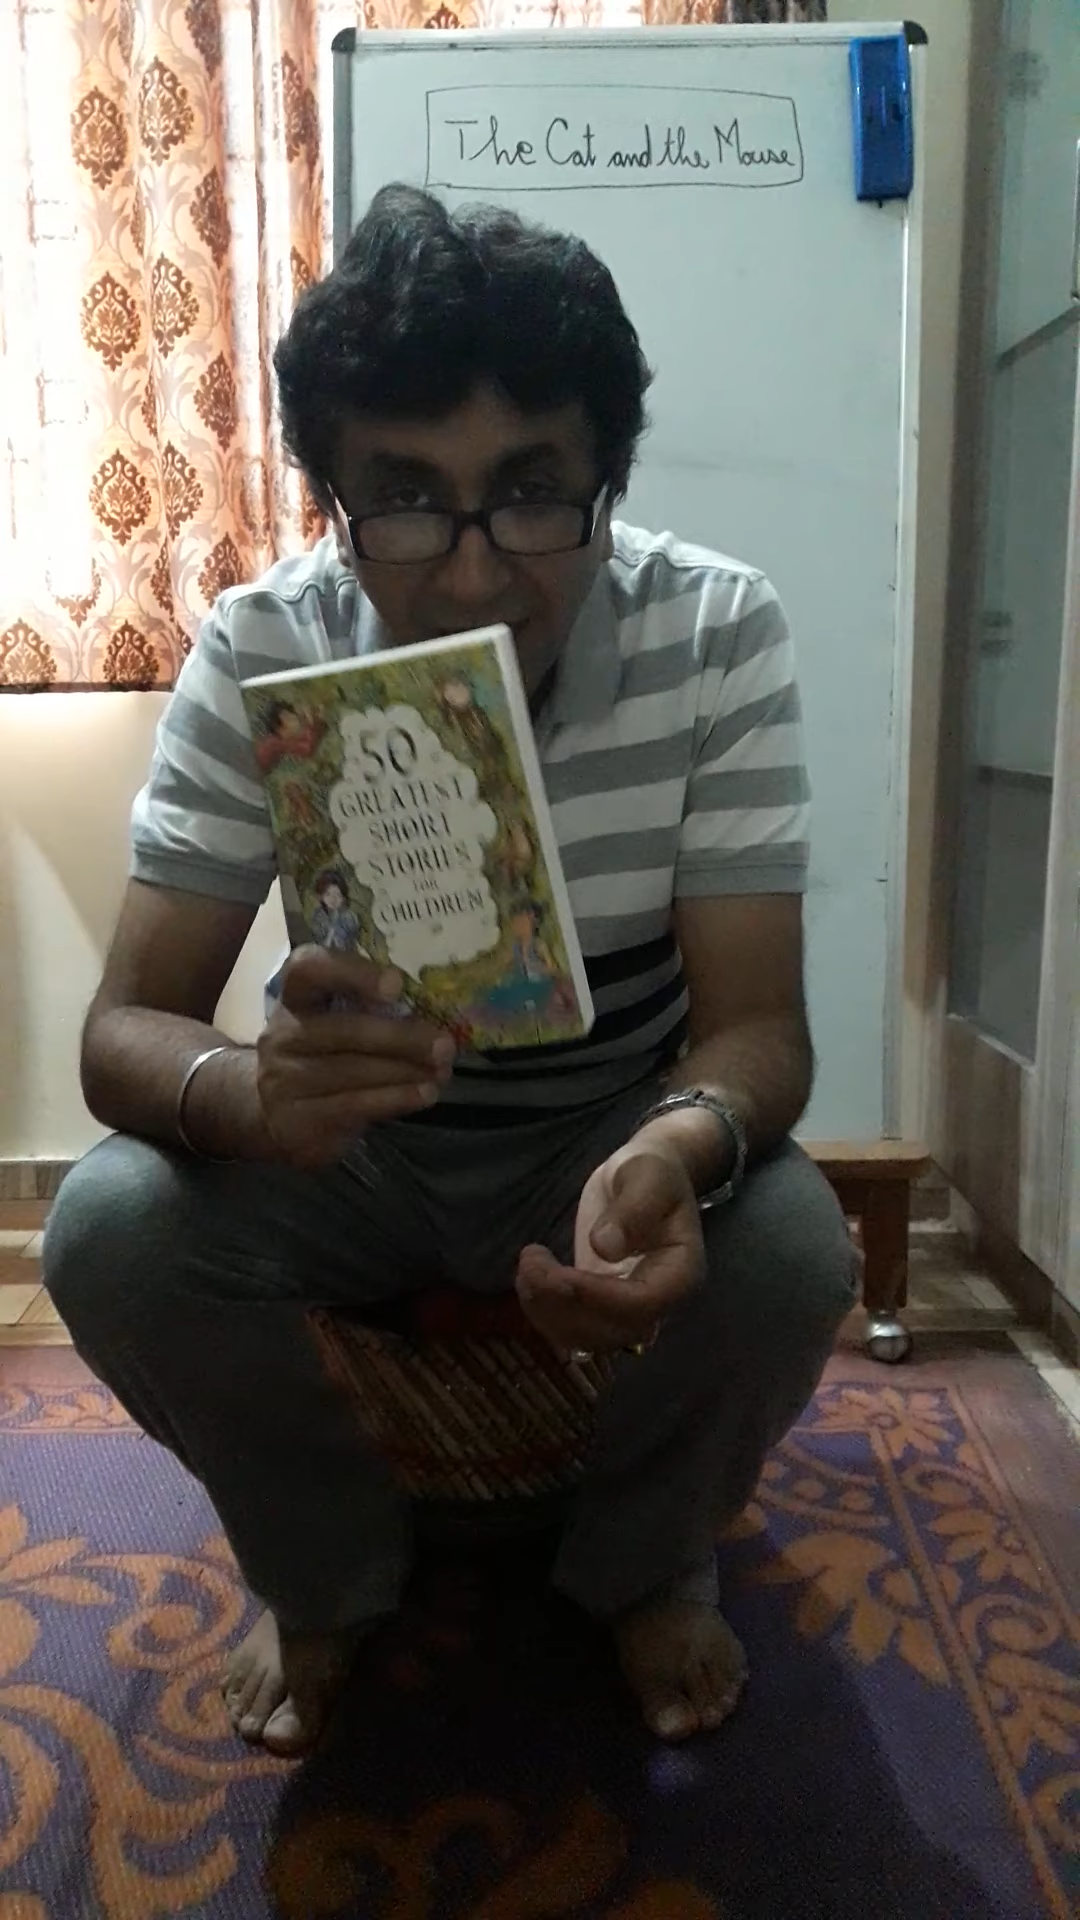 The Cat and the Mouse
50
GREATEST
SHORT
STORIES
FOR
CHILDREN